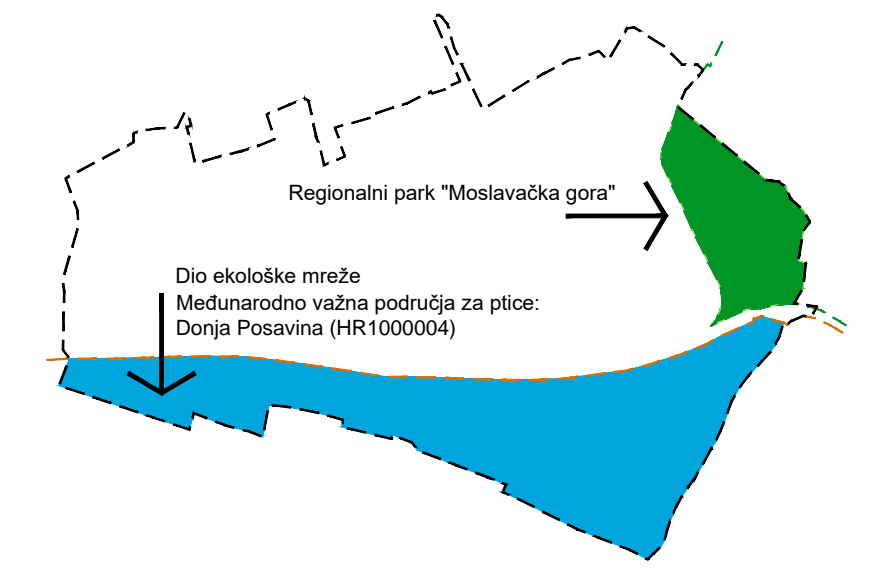 Regionalni park "Moslavačka gora"
Dio ekološke mreže
Međunarodno važna područja za ptice:
Donja Posavina (HR1000004)